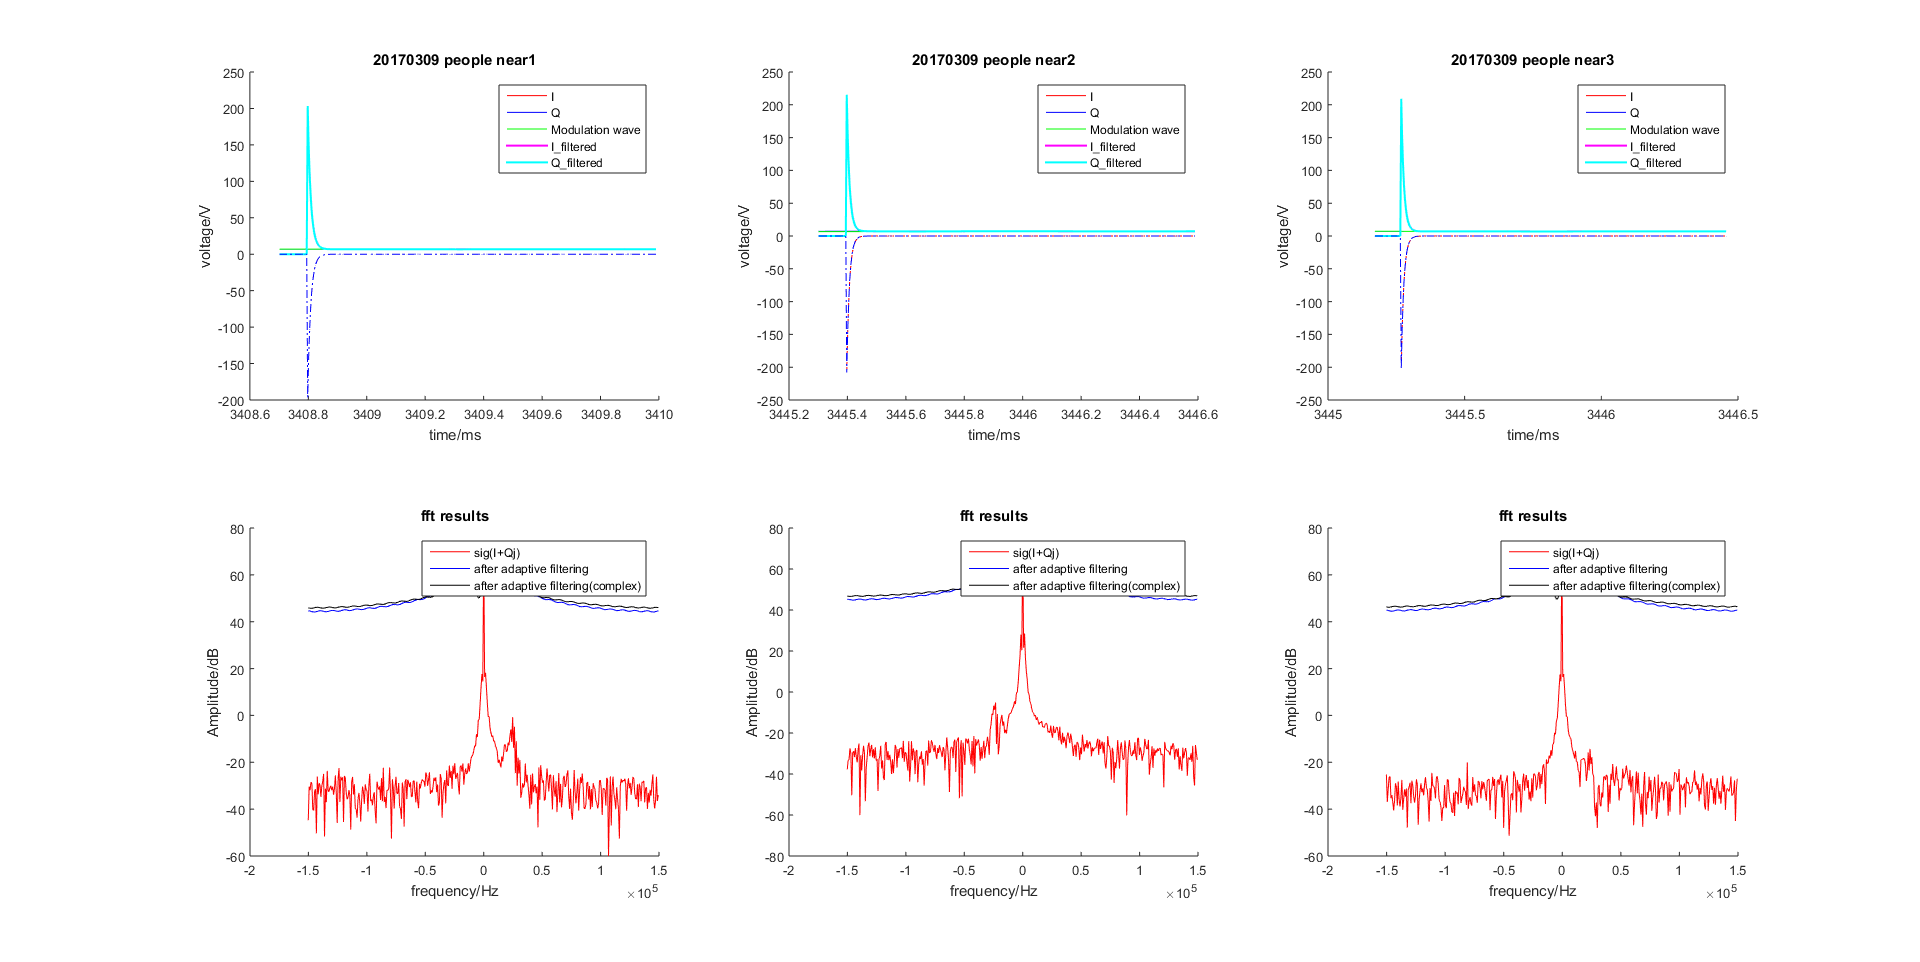 20170309 people near1
250
200
150
100
50
0
-50
-100
-150
-200
voltage/V
3408.6 3408.8 3409 3409.2 3409.4 3409.6 3409.8 3410
time/ms
I
Q
Modulation wave
I_filtered
Q_filtered
20170309 people near2
250
200
150
100
50
0
-50
-100
-150
-200
-250
voltage/V
3445.2 3445.4 3445.6 3445.8 3446 3446.2 3446.4 3446.6
time/ms
I
Q
Modulation wave
I_filtered
Q_filtered
20170309 people near3
250
200
150
100
50
0
-50
-100
-150
-200
-250
voltage/V
3445 3445.5 3446 3446.5
time/ms
I
Q
Modulation wave
I_filtered
Q_filtered
fft results
80
60
40
20
0
-20
-40
-60
Amplitude/dB
-2 -1.5 -1 -0.5 0 0.5 1 1.5
frequency/Hz
×10^5
sig(I+Qj)
after adaptive filtering
after adaptive filtering(complex)
fft results
80
60
40
20
0
-20
-40
-60
-80
Amplitude/dB
-2 -1.5 -1 -0.5 0 0.5 1 1.5
frequency/Hz
×10^5
sig(I+Qj)
after adaptive filtering
after adaptive filtering(complex)
fft results
80
60
40
20
0
-20
-40
-60
Amplitude/dB
-2 -1.5 -1 -0.5 0 0.5 1 1.5
frequency/Hz
×10^5
sig(I+Qj)
after adaptive filtering
after adaptive filtering(complex)